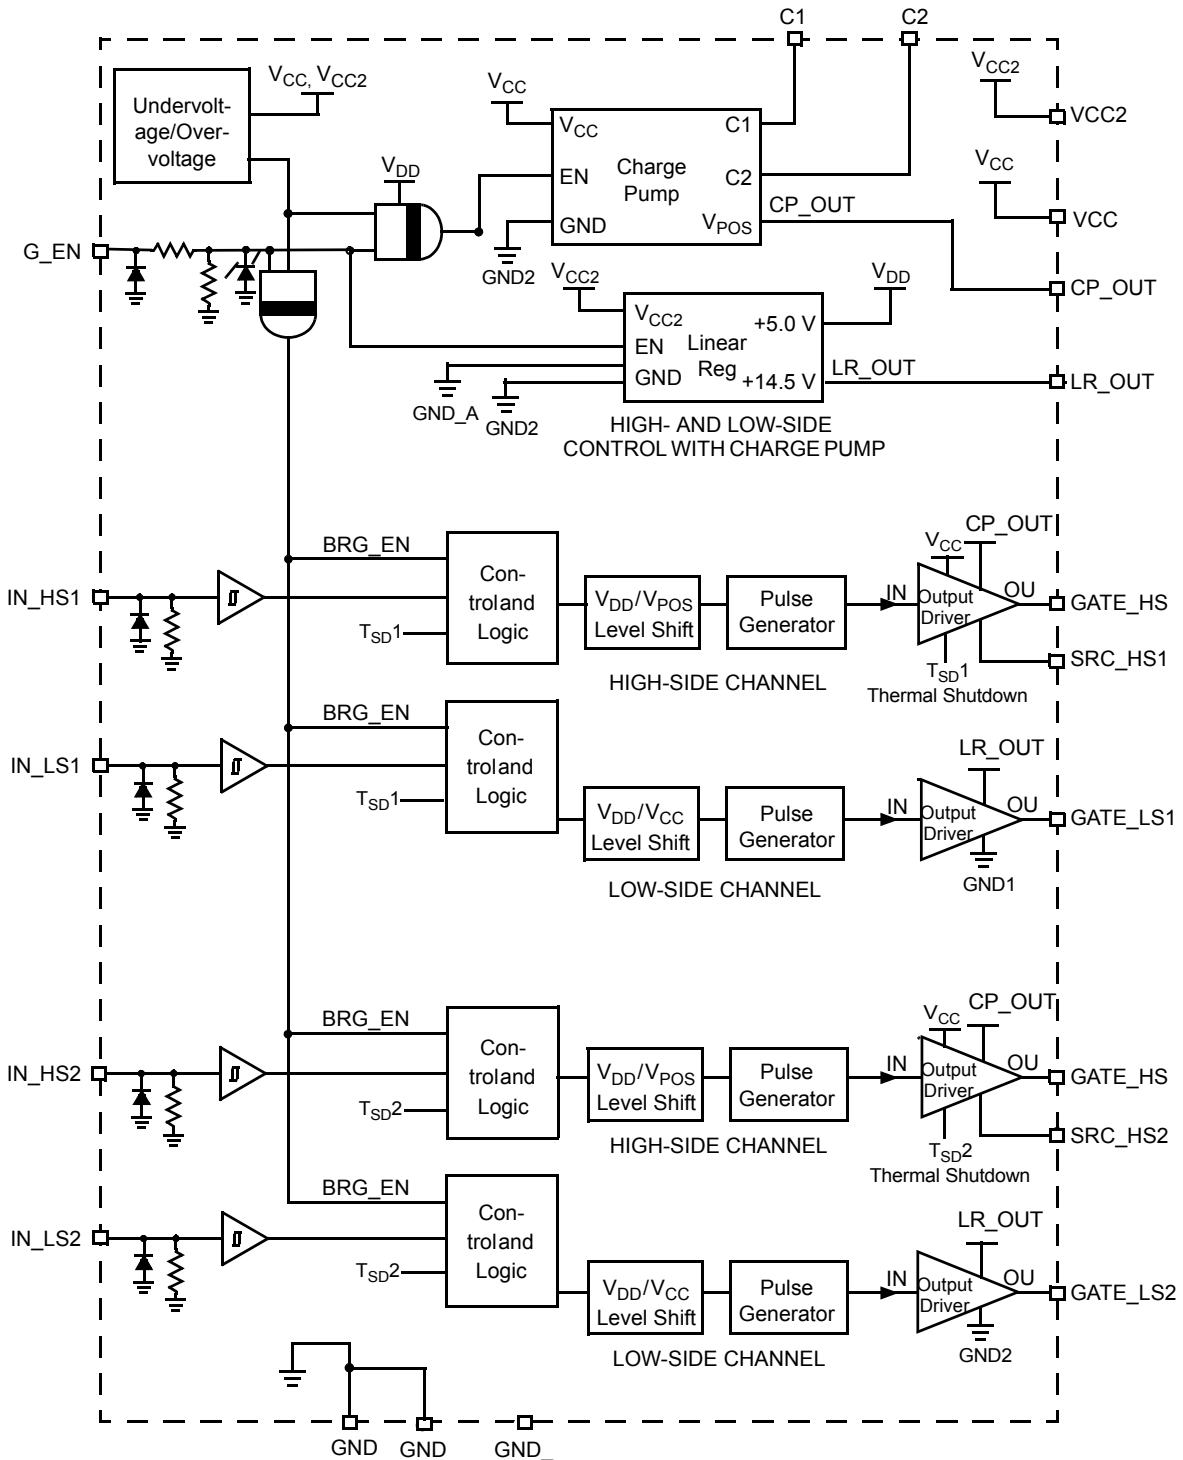 C1
C2
Undervolt-
age/Over-
voltage
VCC, VCC2
VCC
VCC
C1
EN
Charge
Pump
C2
GND
VPOS
CP_OUT
GND2
VCC2
VCC2
VCC
VCC
VDD
G_EN
CP_OUT
VCC2
VDD
VCC2
+5.0 V
EN
Linear
Reg
GND
+14.5 V
LR_OUT
LR_OUT
GND_A
GND2
HIGH- AND LOW-SIDE
CONTROL WITH CHARGE PUMP
IN_HS1
BRG_EN
TSD1
Con-
troland
Logic
VDD/VPOS
Level Shift
Pulse
Generator
IN
VCC
CP_OUT
Output
Driver
OU
GATE_HS
SRC_HS1
TSD1
Thermal Shutdown
HIGH-SIDE CHANNEL
IN_LS1
BRG_EN
TSD1
Con-
troland
Logic
VDD/VCC
Level Shift
Pulse
Generator
IN
LR_OUT
Output
Driver
OU
GATE_LS1
GND1
LOW-SIDE CHANNEL
IN_HS2
BRG_EN
TSD2
Con-
troland
Logic
VDD/VPOS
Level Shift
Pulse
Generator
IN
VCC
CP_OUT
Output
Driver
OU
GATE_HS
SRC_HS2
TSD2
Thermal Shutdown
HIGH-SIDE CHANNEL
IN_LS2
BRG_EN
TSD2
Con-
troland
Logic
VDD/VCC
Level Shift
Pulse
Generator
IN
LR_OUT
Output
Driver
OU
GATE_LS2
GND2
LOW-SIDE CHANNEL
GND
GND
GND_